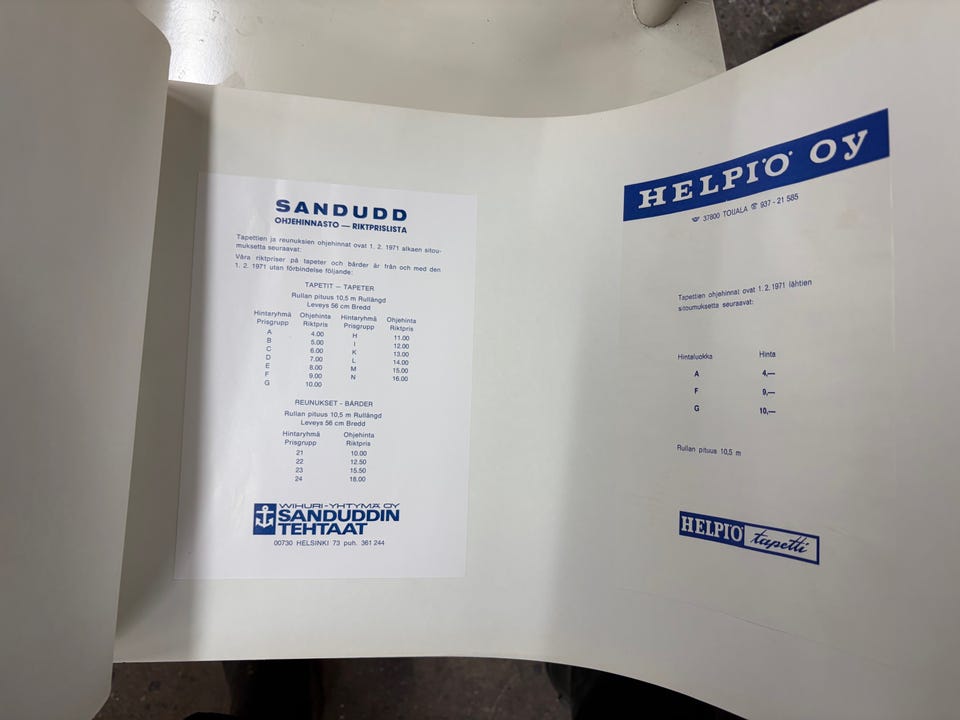 SANDUDD
OHJEHINNASTO — RIKTPRISLISTA
Tapettien ja reunuksien ohjehinnat ovat 1. 2. 1971 alkaen sitou-
muksetta seuraavat:
Våra riktpriser på tapeter och bårder är från och med den
1. 2. 1971 utan förbindelse följande:
TAPETIT — TAPETER
Rullan pituus 10,5 m Rullängd
Leveys 56 cm Bredd
Hintaryhmä Ohjehinta Hintaryhmä Ohjehinta
Prisgrupp Riktpris Prisgrupp Riktpris
A 4.00 H 11.00
B 5.00 I 12.00
C 6.00 K 13.00
D 7.00 L 14.00
E 8.00 M 15.00
F 9.00 N 16.00
G 10.00
REUNUKSET - BÅRDER
Rullan pituus 10,5 m Rullängd
Leveys 56 cm Bredd
Hintaryhmä Ohjehinta
Prisgrupp Riktpris
21 10.00
22 12.50
23 15.50
24 18.00
WIHURI-YHTYMÄ OY
SANDUDDIN
TEHTAAT
00730 HELSINKI 73 puh. 361 244
HELPIÖ OY
37800 TOIJALA ☎ 937 - 21 585
Tapettien ohjehinnat ovat 1. 2. 1971 lähtien
sitoumuksetta seuraavat:
Hintaluokka Hinta
A 4,—
F 9,—
G 10,—
Rullan pituus 10,5 m
HELPIÖ tapetti